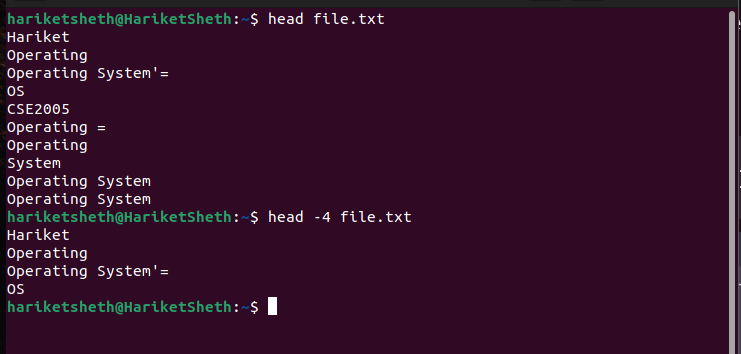 hariketsheth@HariketSheth:~$ head file.txt
Hariket
Operating
Operating System'=
OS
CSE2005
Operating =
Operating
System
Operating System
Operating System
hariketsheth@HariketSheth:~$ head -4 file.txt
Hariket
Operating
Operating System'=
OS
hariketsheth@HariketSheth:~$